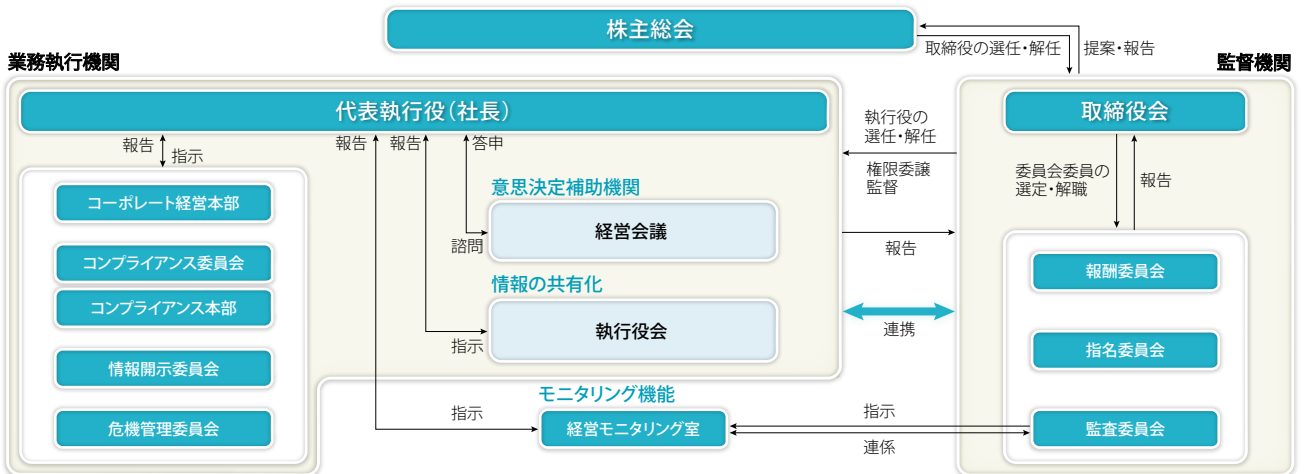 株主総会
取締役の選任・解任
提案・報告
業務執行機関
監督機関
代表執行役(社長)
取締役会
報告
指示
報告
報告
答申
執行役の
選任・解任
権限委譲
監督
委員会委員の
選定・解職
報告
コーポレート経営本部
コンプライアンス委員会
コンプライアンス本部
情報開示委員会
危機管理委員会
意思決定補助機関
経営会議
諮問
情報の共有化
執行役会
指示
報告
連携
報酬委員会
指名委員会
監査委員会
モニタリング機能
指示
経営モニタリング室
指示
連係